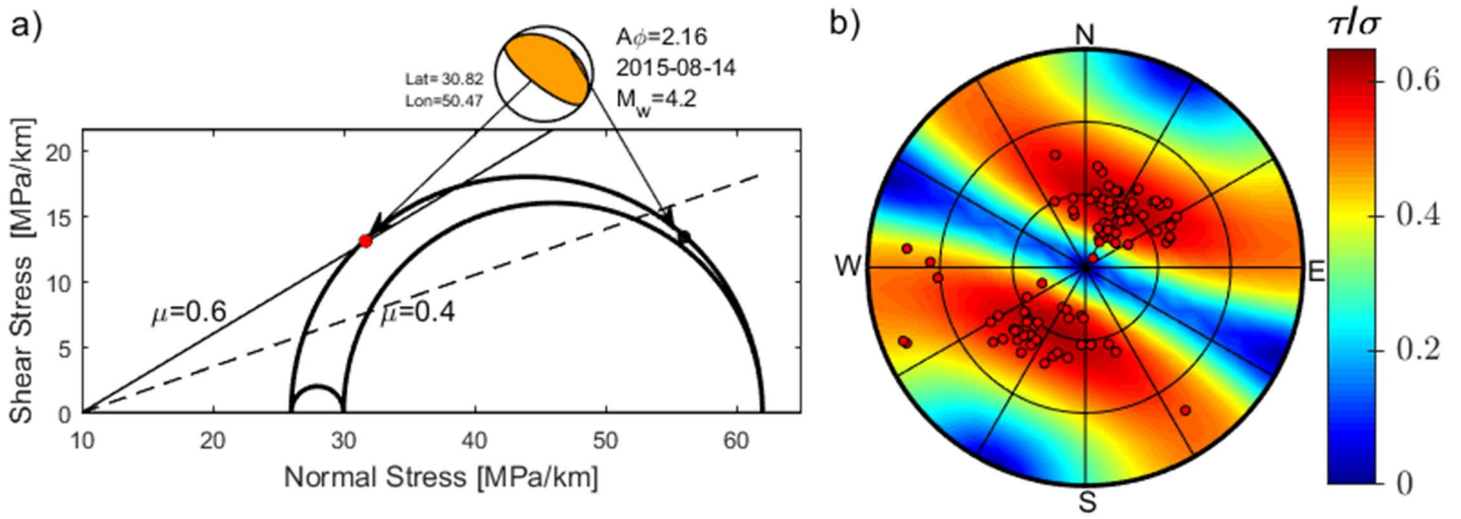 a)
Lat= 30.82
Lon=50.47
Aϕ=2.16
2015-08-14
Mw=4.2
Shear Stress [MPa/km]
20
15
10
5
0
μ=0.6
μ=0.4
10 20 30 40 50 60
Normal Stress [MPa/km]
b)
N
W
E
S
τ/σ
0.6
0.4
0.2
0